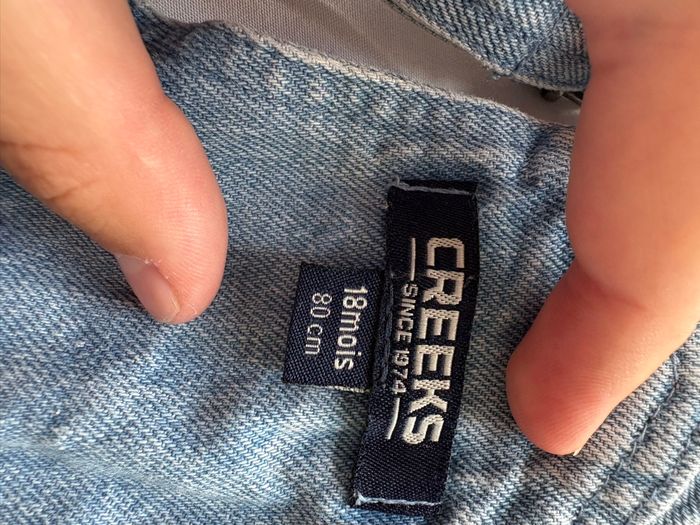 CREEKS
SINCE 1974
18mois
80 cm